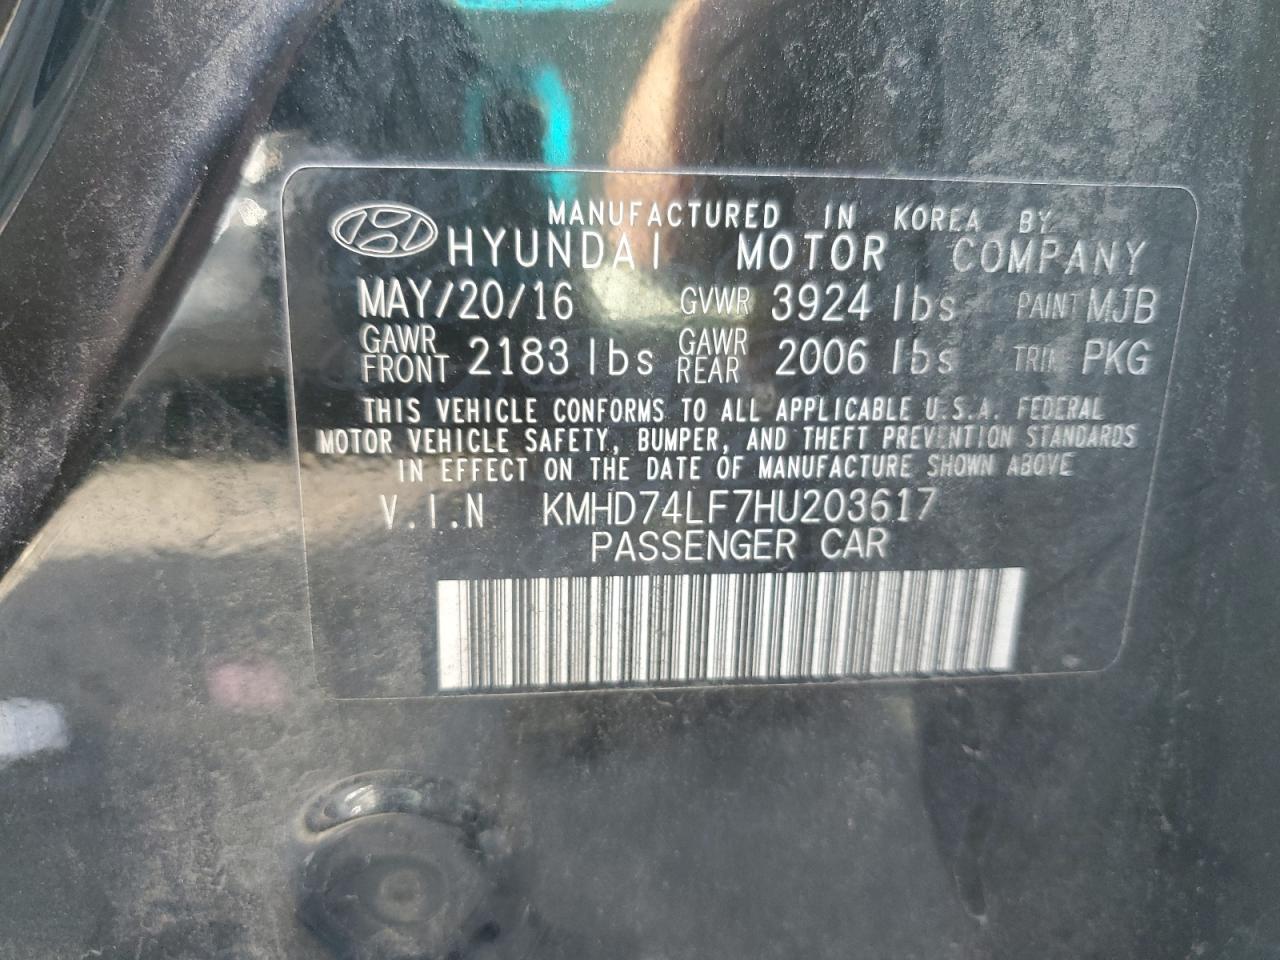 MANUFACTURED IN KOREA BY
HYUNDAI MOTOR COMPANY
MAY/20/16 GVWR 3924 lbs PAINT MJB
GAWR FRONT 2183 lbs GAWR REAR 2006 lbs TRIM PKG
THIS VEHICLE CONFORMS TO ALL APPLICABLE U.S.A. FEDERAL
MOTOR VEHICLE SAFETY, BUMPER, AND THEFT PREVENTION STANDARDS
IN EFFECT ON THE DATE OF MANUFACTURE SHOWN ABOVE
V.I.N KMHD74LF7HU203617
PASSENGER CAR